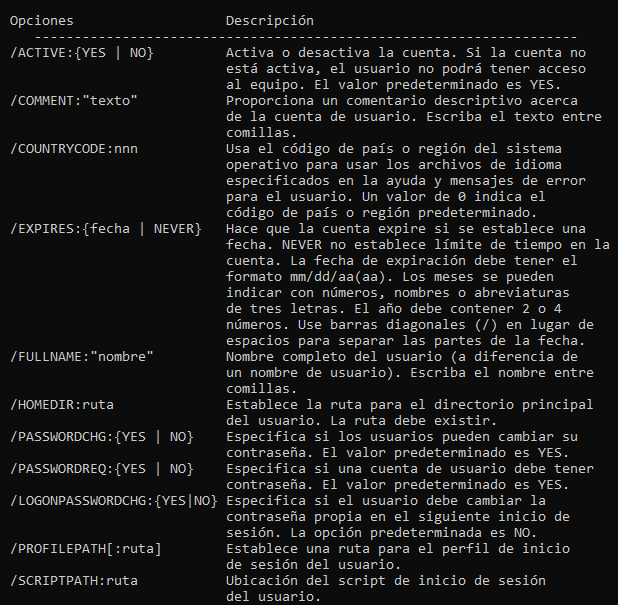 Opciones                   Descripción
   --------------------------------------------------------------------
/ACTIVE:{YES | NO}         Activa o desactiva la cuenta. Si la cuenta no
                           está activa, el usuario no podrá tener acceso
                           al equipo. El valor predeterminado es YES.
/COMMENT:"texto"           Proporciona un comentario descriptivo acerca
                           de la cuenta de usuario. Escriba el texto entre
                           comillas.
/COUNTRYCODE:nnn           Usa el código de país o región del sistema
                           operativo para usar los archivos de idioma
                           especificados en la ayuda y mensajes de error
                           para el usuario. Un valor de 0 indica el
                           código de país o región predeterminado.
/EXPIRES:{fecha | NEVER}   Hace que la cuenta expire si se establece una
                           fecha. NEVER no establece límite de tiempo en la
                           cuenta. La fecha de expiración debe tener el
                           formato mm/dd/aa(aa). Los meses se pueden
                           indicar con números, nombres o abreviaturas
                           de tres letras. El año debe contener 2 o 4
                           números. Use barras diagonales (/) en lugar de
                           espacios para separar las partes de la fecha.
/FULLNAME:"nombre"         Nombre completo del usuario (a diferencia de
                           un nombre de usuario). Escriba el nombre entre
                           comillas.
/HOMEDIR:ruta              Establece la ruta para el directorio principal
                           del usuario. La ruta debe existir.
/PASSWORDCHG:{YES | NO}    Especifica si los usuarios pueden cambiar su
                           contraseña. El valor predeterminado es YES.
/PASSWORDREQ:{YES | NO}    Especifica si una cuenta de usuario debe tener
                           contraseña. El valor predeterminado es YES.
/LOGONPASSWORDCHG:{YES|NO} Especifica si el usuario debe cambiar la
                           contraseña propia en el siguiente inicio de
                           sesión. La opción predeterminada es NO.
/PROFILEPATH[:ruta]        Establece una ruta para el perfil de inicio
                           de sesión del usuario.
/SCRIPTPATH:ruta           Ubicación del script de inicio de sesión
                           del usuario.